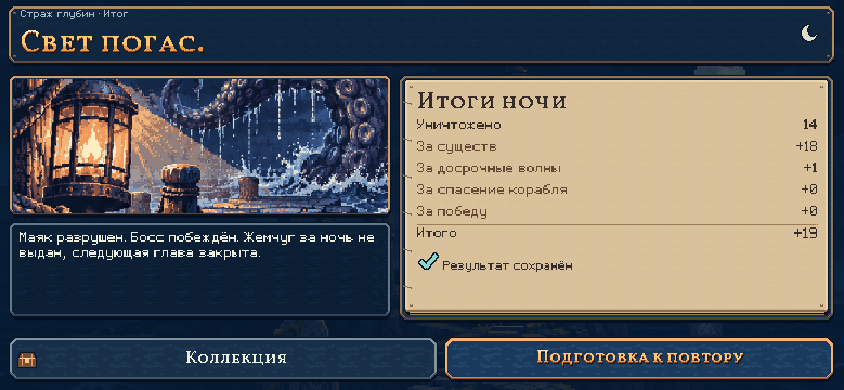 Страж глубин · Итог
Свет погас.
Итоги ночи
Уничтожено 14
За существ +18
За досрочные волны +1
За спасение корабля +0
За победу +0
Итого +19
Результат сохранён
Маяк разрушен. Босс побеждён. Жемчуг за ночь не
выдан, следующая глава закрыта.
Коллекция
Подготовка к повтору